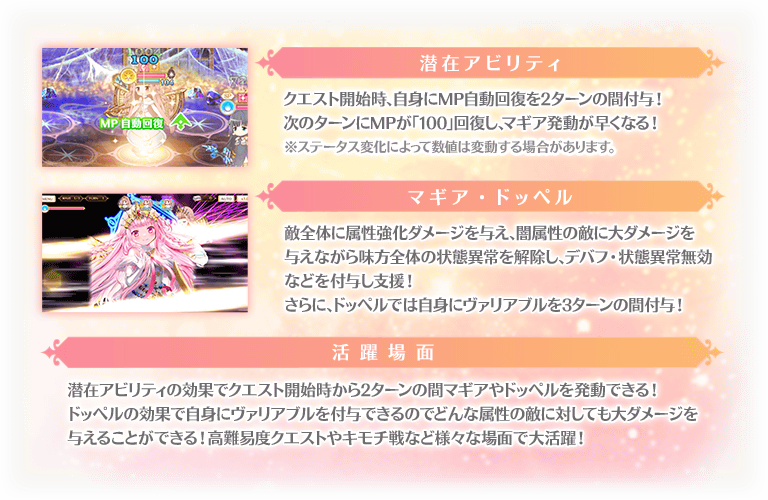 潜在アビリティ
100
104
MP自動回復
クエスト開始時、自身にMP自動回復を2ターンの間付与！
次のターンにMPが「100」回復し、マギア発動が早くなる！
※ステータス変化によって数値は変動する場合があります。
マギア・ドッペル
敵全体に属性強化ダメージを与え、闇属性の敵に大ダメージを
与えながら味方全体の状態異常を解除し、デバフ・状態異常無効
などを付与し支援！
さらに、ドッペルでは自身にヴァリアブルを3ターンの間付与！
活躍場面
潜在アビリティの効果でクエスト開始時から2ターンの間マギアやドッペルを発動できる！
ドッペルの効果で自身にヴァリアブルを付与できるのでどんな属性の敵に対しても大ダメージを
与えることができる！高難易度クエストやキモチ戦など様々な場面で大活躍！